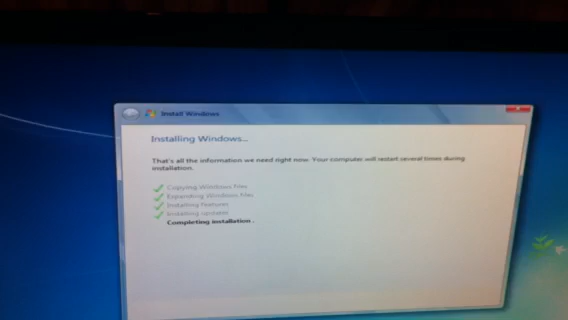 Install Windows
Installing Windows...
That's all the information we need right now. Your computer will restart several times during
installation.
Copying Windows files
Expanding Windows files
Installing features
Installing updates
Completing installation .